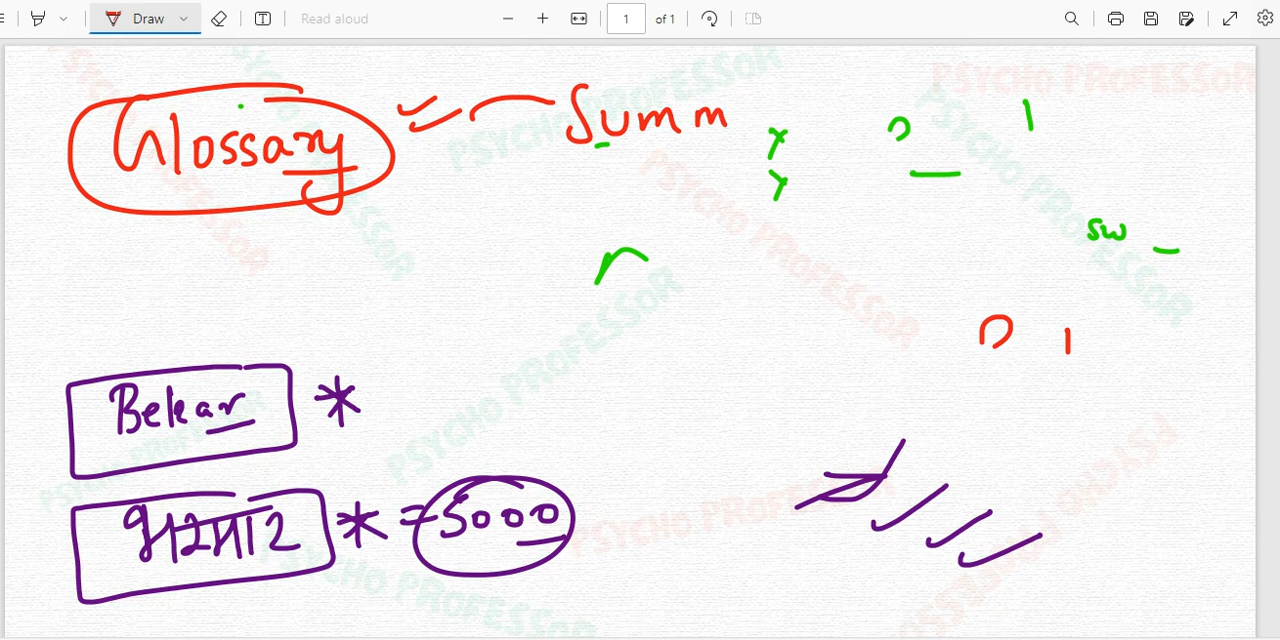 Draw Read aloud 1 of 1
PSYCHO PROFESSOR
Glossary Summ
sw
Bekar *
* = 5000